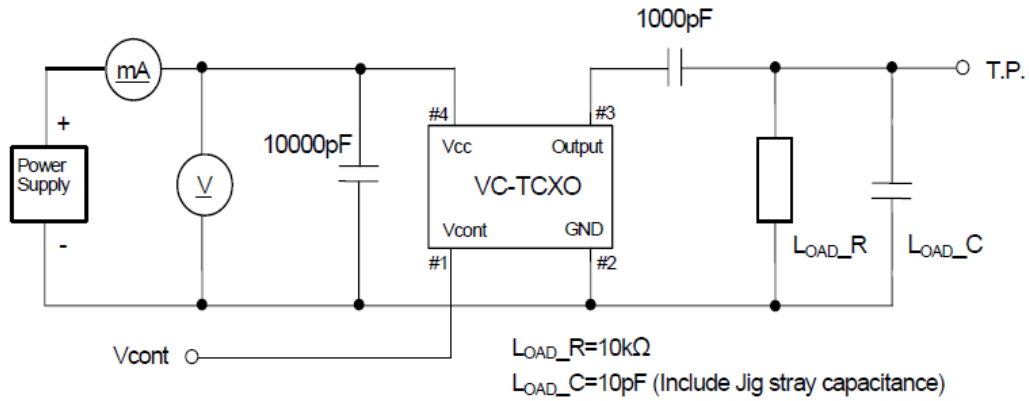 1000pF
mA
T.P.
+
#4
#3
10000pF
Vcc
Output
Power
Supply
V
VC-TCXO
Vcont
GND
-
#1
#2
LOAD_R
LOAD_C
Vcont
LOAD_R=10kΩ
LOAD_C=10pF (Include Jig stray capacitance)